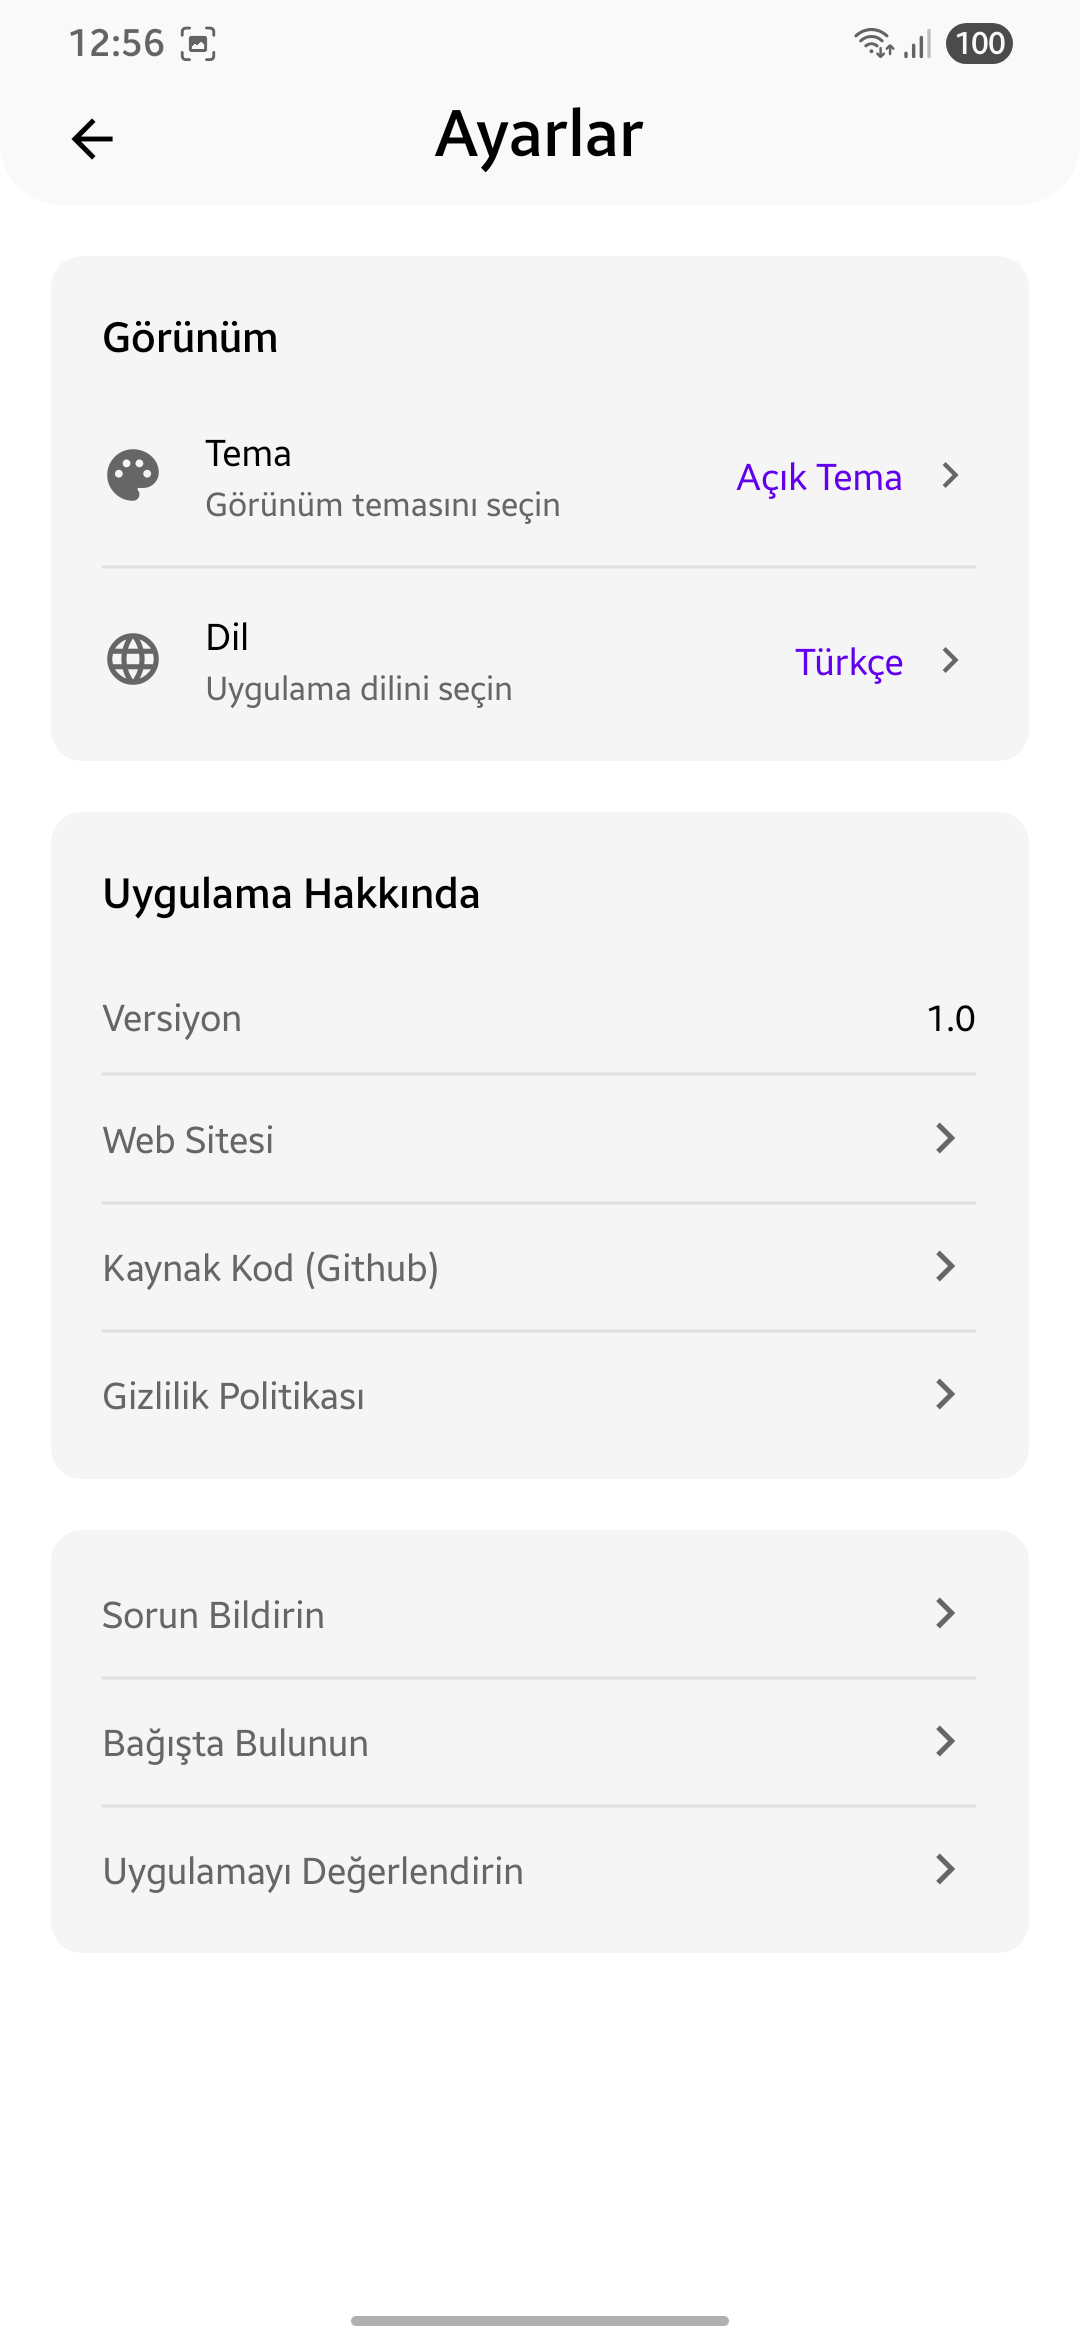 12:56
100
Ayarlar
Görünüm
Tema
Görünüm temasını seçin
Açık Tema
Dil
Uygulama dilini seçin
Türkçe
Uygulama Hakkında
Versiyon
1.0
Web Sitesi
Kaynak Kod (Github)
Gizlilik Politikası
Sorun Bildirin
Bağışta Bulunun
Uygulamayı Değerlendirin